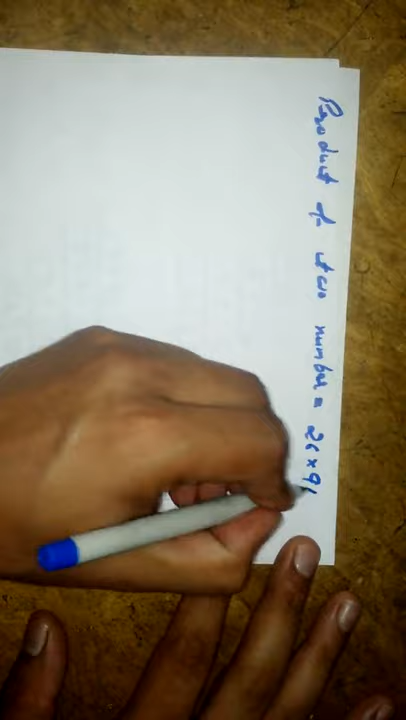 Product of two number = 26 × 91